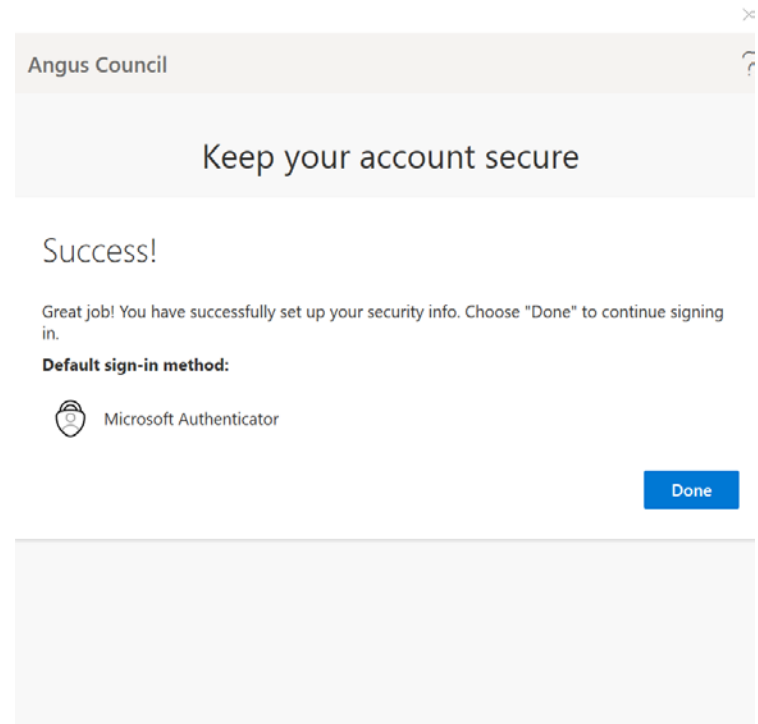 Angus Council
Keep your account secure
Success!
Great job! You have successfully set up your security info. Choose "Done" to continue signing
in.
Default sign-in method:
Microsoft Authenticator
Done